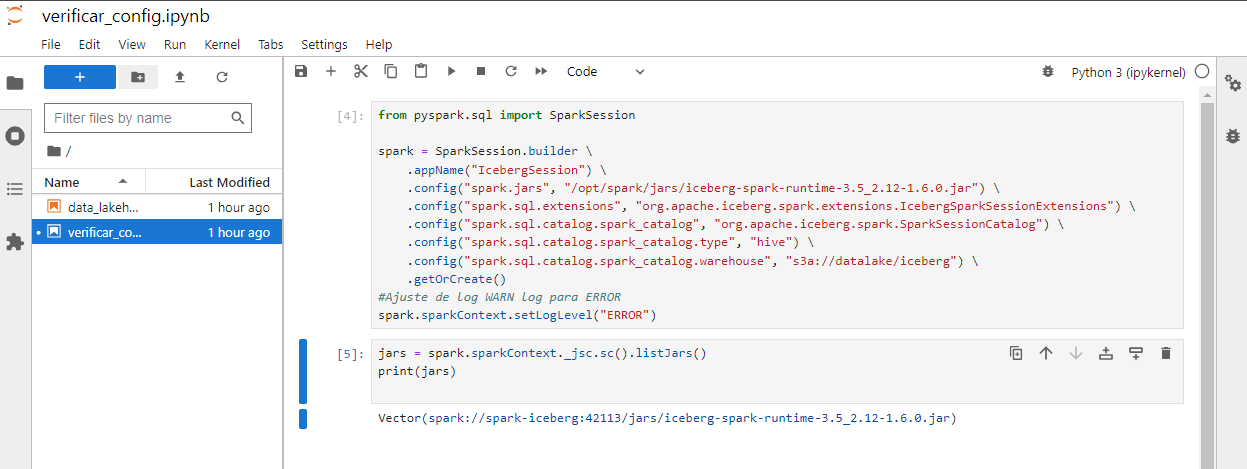 verificar_config.ipynb
File Edit View Run Kernel Tabs Settings Help
+
Code
Python 3 (ipykernel)
Filter files by name
/
Name Last Modified
data_lakeh... 1 hour ago
verificar_co... 1 hour ago
[4]:
from pyspark.sql import SparkSession
spark = SparkSession.builder \
.appName("IcebergSession") \
.config("spark.jars", "/opt/spark/jars/iceberg-spark-runtime-3.5_2.12-1.6.0.jar") \
.config("spark.sql.extensions", "org.apache.iceberg.spark.extensions.IcebergSparkSessionExtensions") \
.config("spark.sql.catalog.spark_catalog", "org.apache.iceberg.spark.SparkSessionCatalog") \
.config("spark.sql.catalog.spark_catalog.type", "hive") \
.config("spark.sql.catalog.spark_catalog.warehouse", "s3a://datalake/iceberg") \
.getOrCreate()
#Ajuste de log WARN log para ERROR
spark.sparkContext.setLogLevel("ERROR")
[5]:
jars = spark.sparkContext._jsc.sc().listJars()
print(jars)
Vector(spark://spark-iceberg:42113/jars/iceberg-spark-runtime-3.5_2.12-1.6.0.jar)